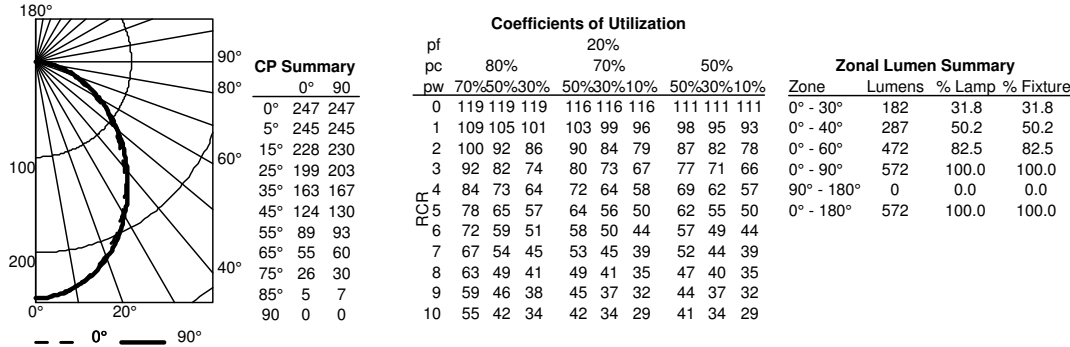 180°
90°
80°
60°
40°
100
200
0° 20°
0° 90°
CP Summary
0° 90
0° 247 247
5° 245 245
15° 228 230
25° 199 203
35° 163 167
45° 124 130
55° 89 93
65° 55 60
75° 26 30
85° 5 7
90 0 0
Coefficients of Utilization
pf 20%
pc 80% 70% 50%
pw 70%50%30% 50%30%10% 50%30%10%
RCR
0 119 119 119 116 116 116 111 111 111
1 109 105 101 103 99 96 98 95 93
2 100 92 86 90 84 79 87 82 78
3 92 82 74 80 73 67 77 71 66
4 84 73 64 72 64 58 69 62 57
5 78 65 57 64 56 50 62 55 50
6 72 59 51 58 50 44 57 49 44
7 67 54 45 53 45 39 52 44 39
8 63 49 41 49 41 35 47 40 35
9 59 46 38 45 37 32 44 37 32
10 55 42 34 42 34 29 41 34 29
Zonal Lumen Summary
Zone Lumens % Lamp % Fixture
0° - 30° 182 31.8 31.8
0° - 40° 287 50.2 50.2
0° - 60° 472 82.5 82.5
0° - 90° 572 100.0 100.0
90° - 180° 0 0.0 0.0
0° - 180° 572 100.0 100.0